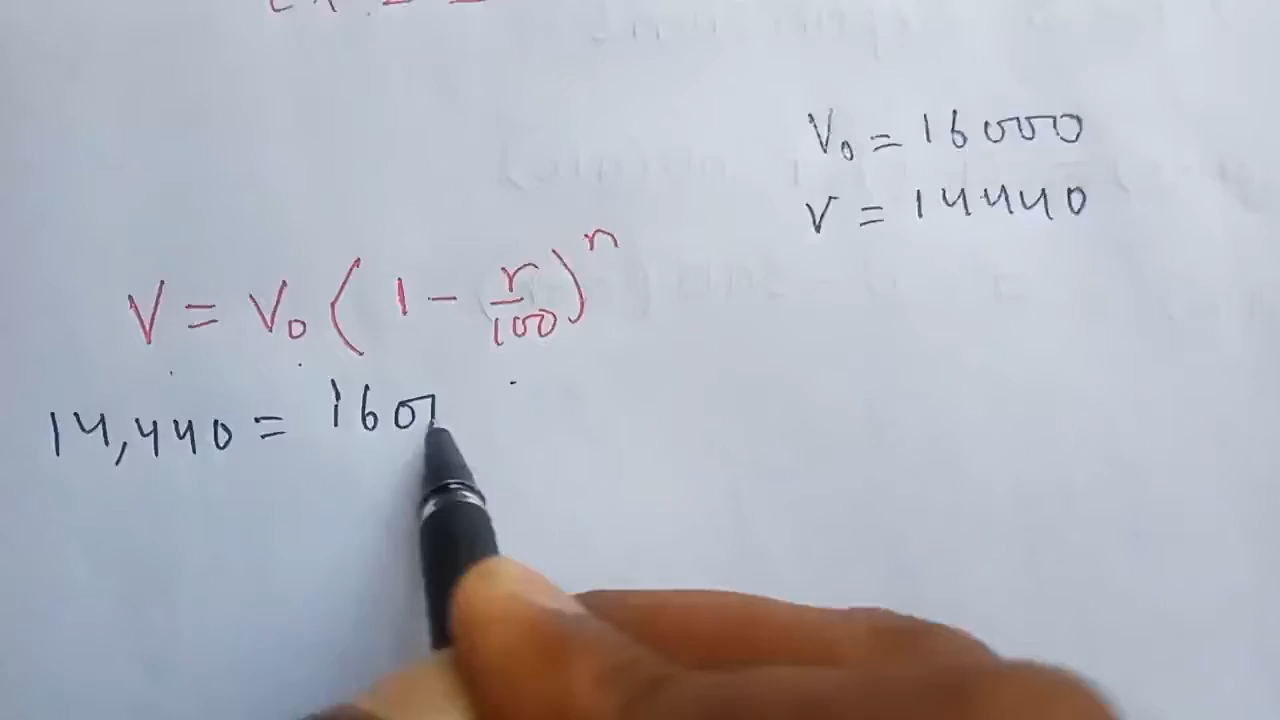 V₀ = 16000
V = 14440
V = V₀ ( 1 - r/100 )ⁿ
14,440 = 160